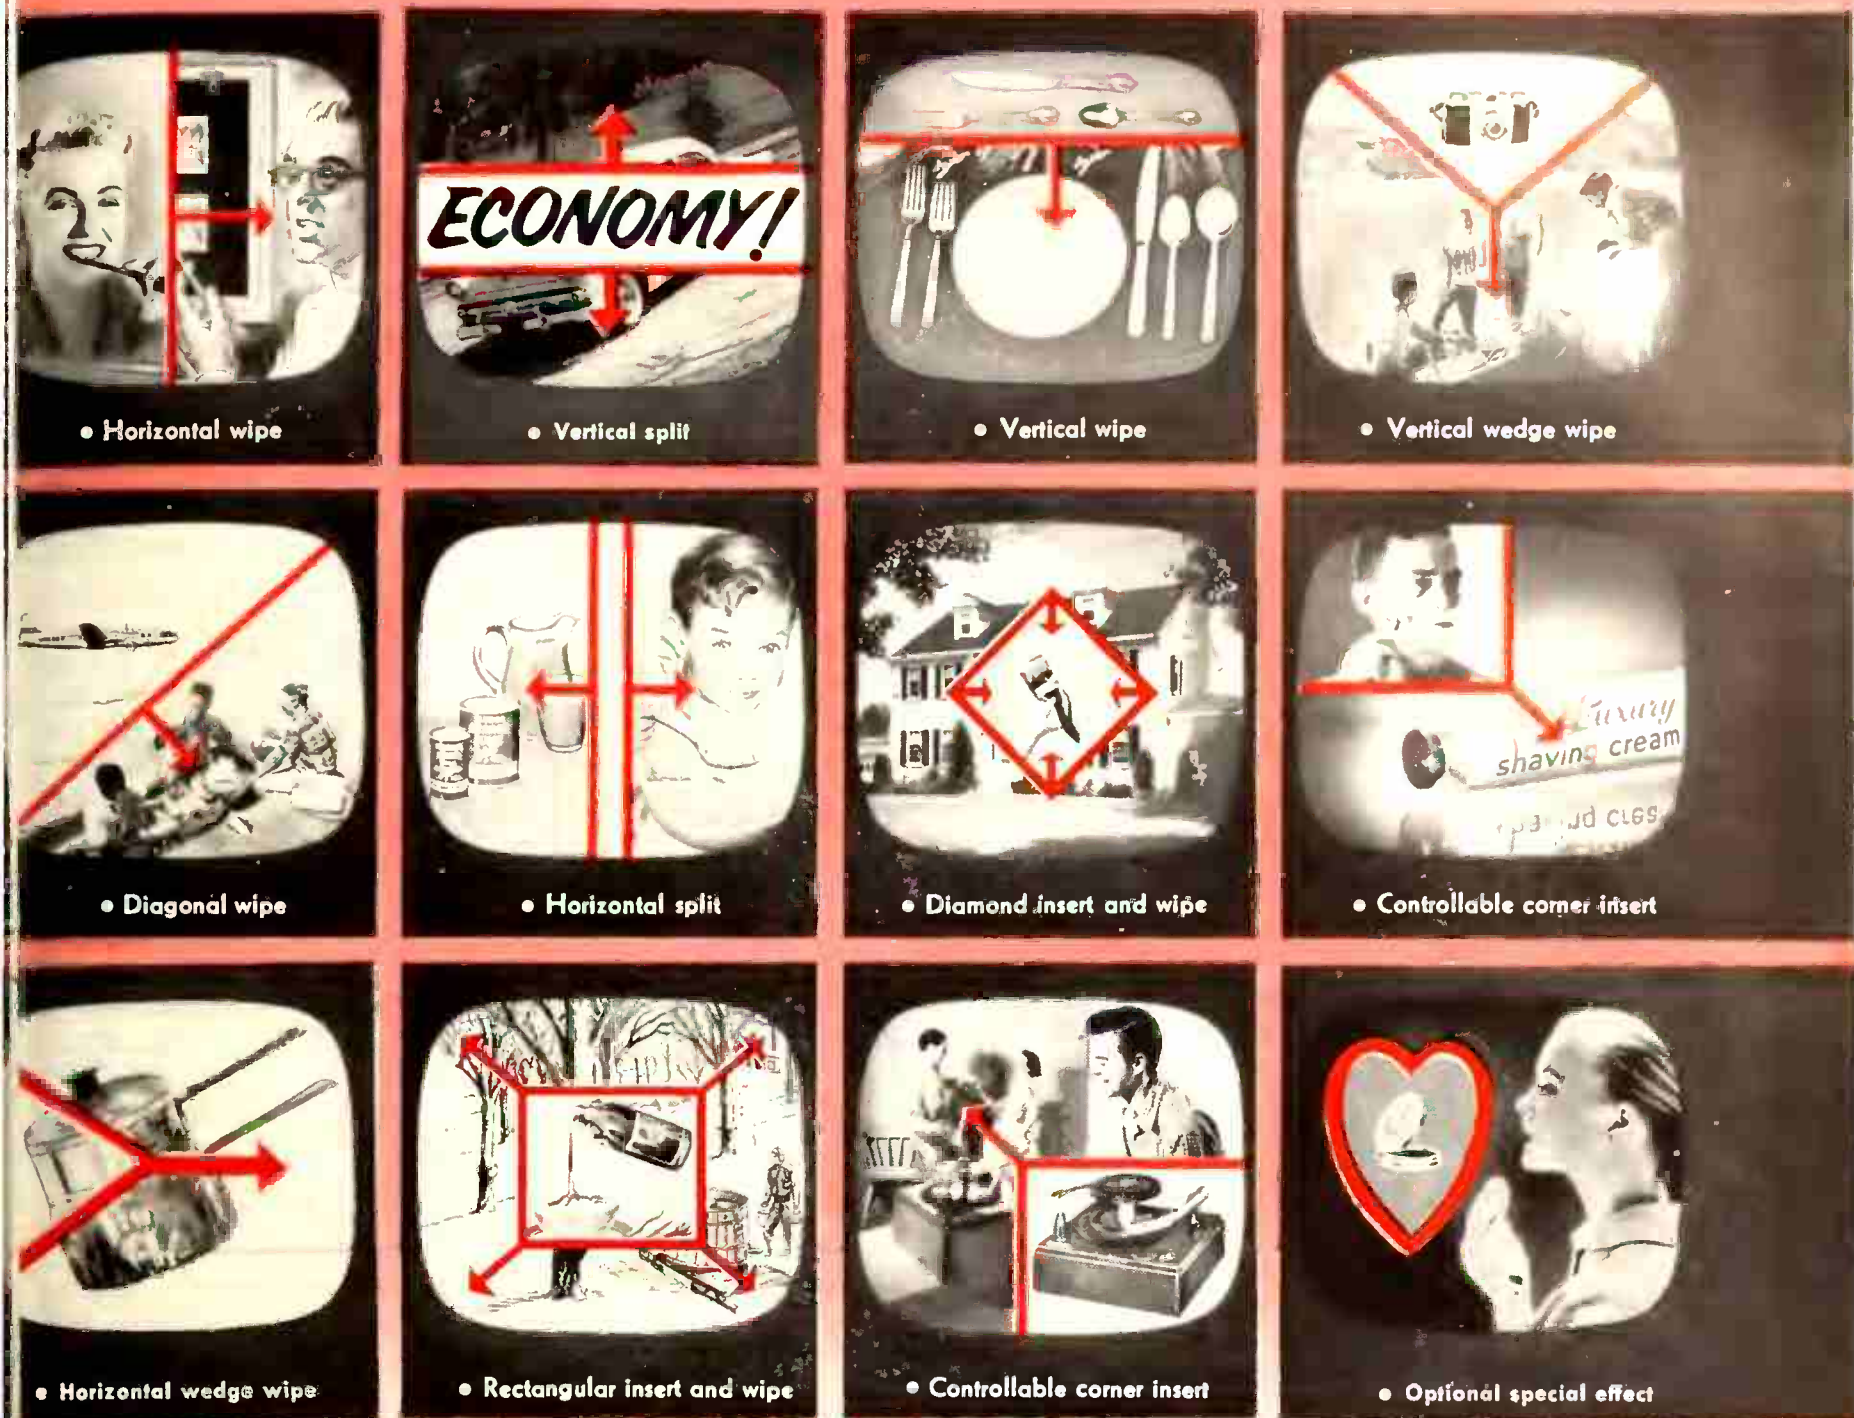 ECONOMY!
• Horizontal wipe
• Vertical split
• Vertical wipe
• Vertical wedge wipe
Luxury
shaving cream
• Diagonal wipe
• Horizontal split
• Diamond insert and wipe
• Controllable corner insert
• Horizontal wedge wipe
• Rectangular insert and wipe
• Controllable corner insert
• Optional special effect